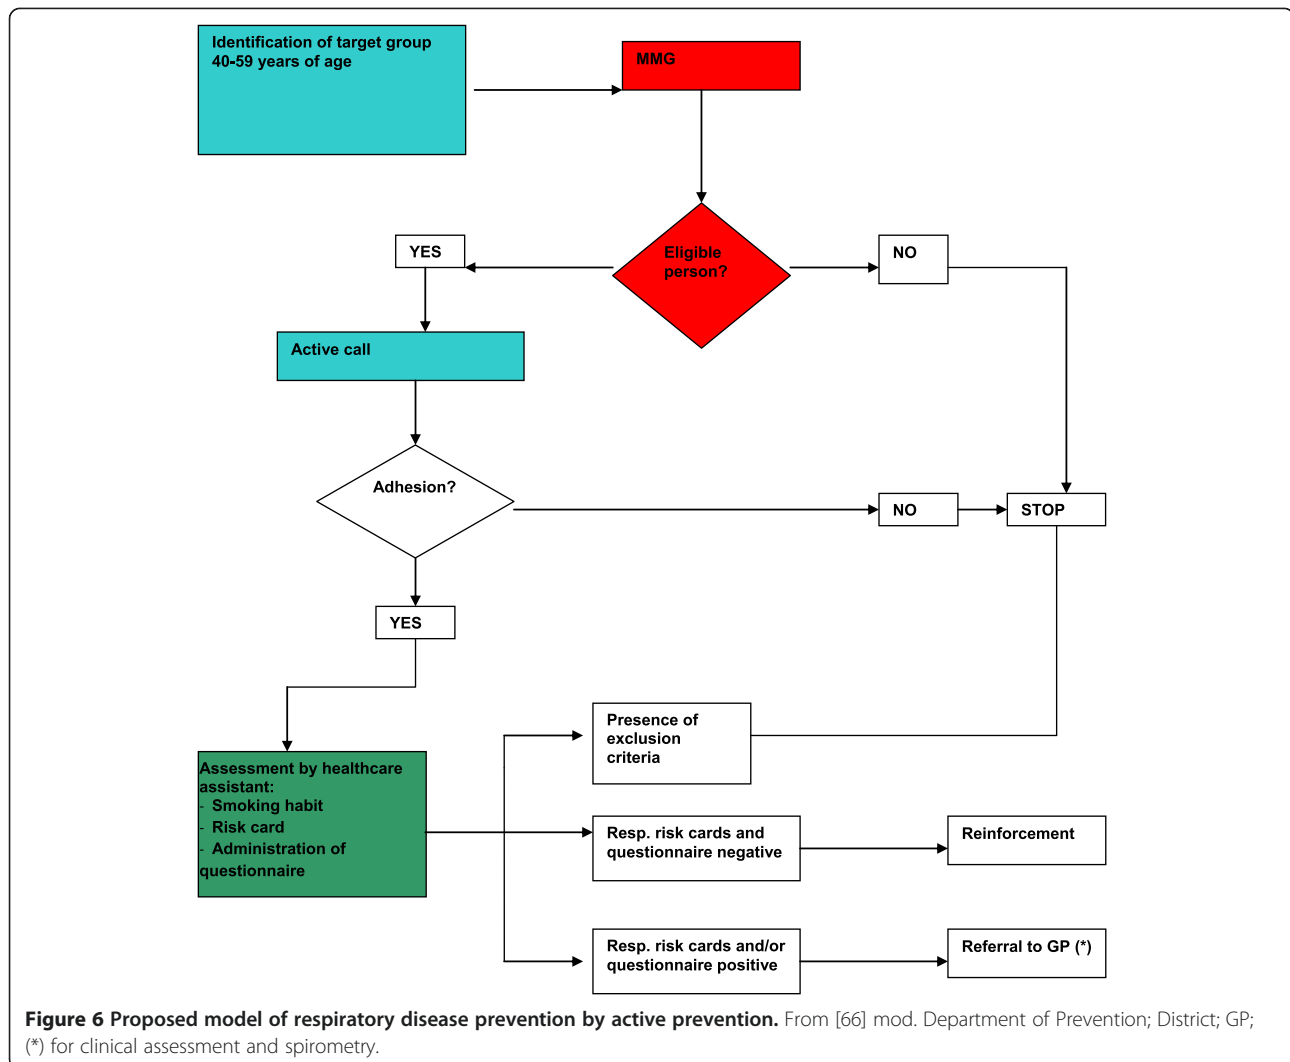 Identification of target group
40-59 years of age
MMG
Eligible
person?
YES
NO
Active call
Adhesion?
NO
STOP
YES
Assessment by healthcare
assistant:
- Smoking habit
- Risk card
- Administration of
questionnaire
Presence of
exclusion
criteria
Resp. risk cards and
questionnaire negative
Reinforcement
Resp. risk cards and/or
questionnaire positive
Referral to GP (*)
Figure 6 Proposed model of respiratory disease prevention by active prevention. From [66] mod. Department of Prevention; District; GP;
(*) for clinical assessment and spirometry.